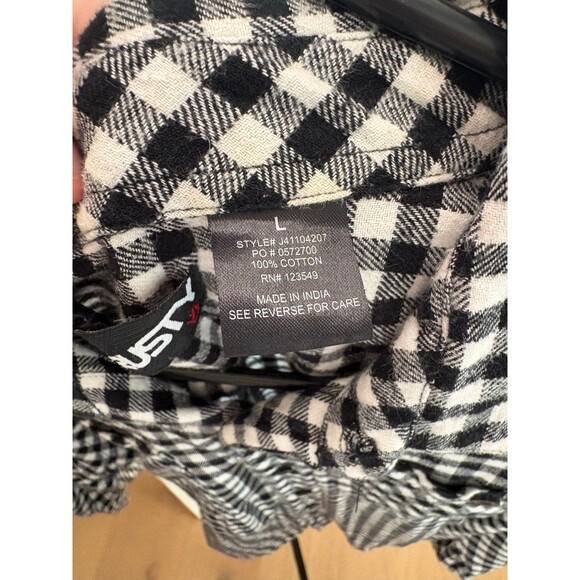 L
STYLE# J41104207
PO # 0572700
100% COTTON
RN# 123549
MADE IN INDIA
SEE REVERSE FOR CARE